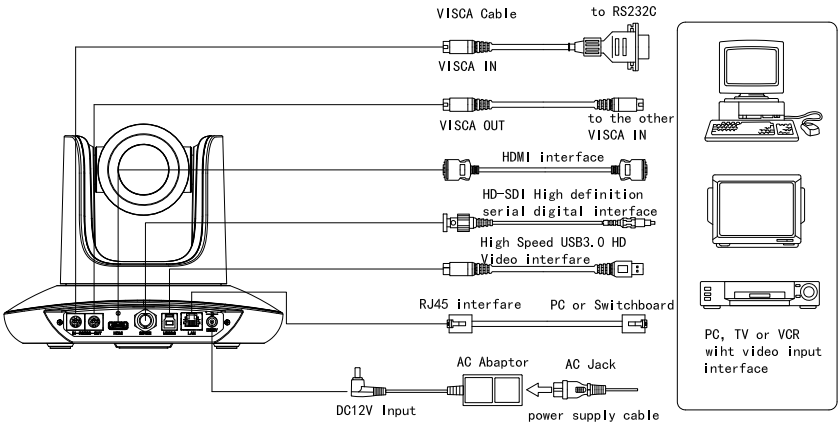 VISCA Cable
to RS232C
VISCA IN
VISCA OUT
to the other
VISCA IN
HDMI interface
HD-SDI High definition
serial digital interface
High Speed USB3.0 HD
Video interfare
RJ45 interfare
PC or Switchboard
AC Abaptor
AC Jack
DC12V Input
power supply cable
PC, TV or VCR
wiht video input
interface
LAN